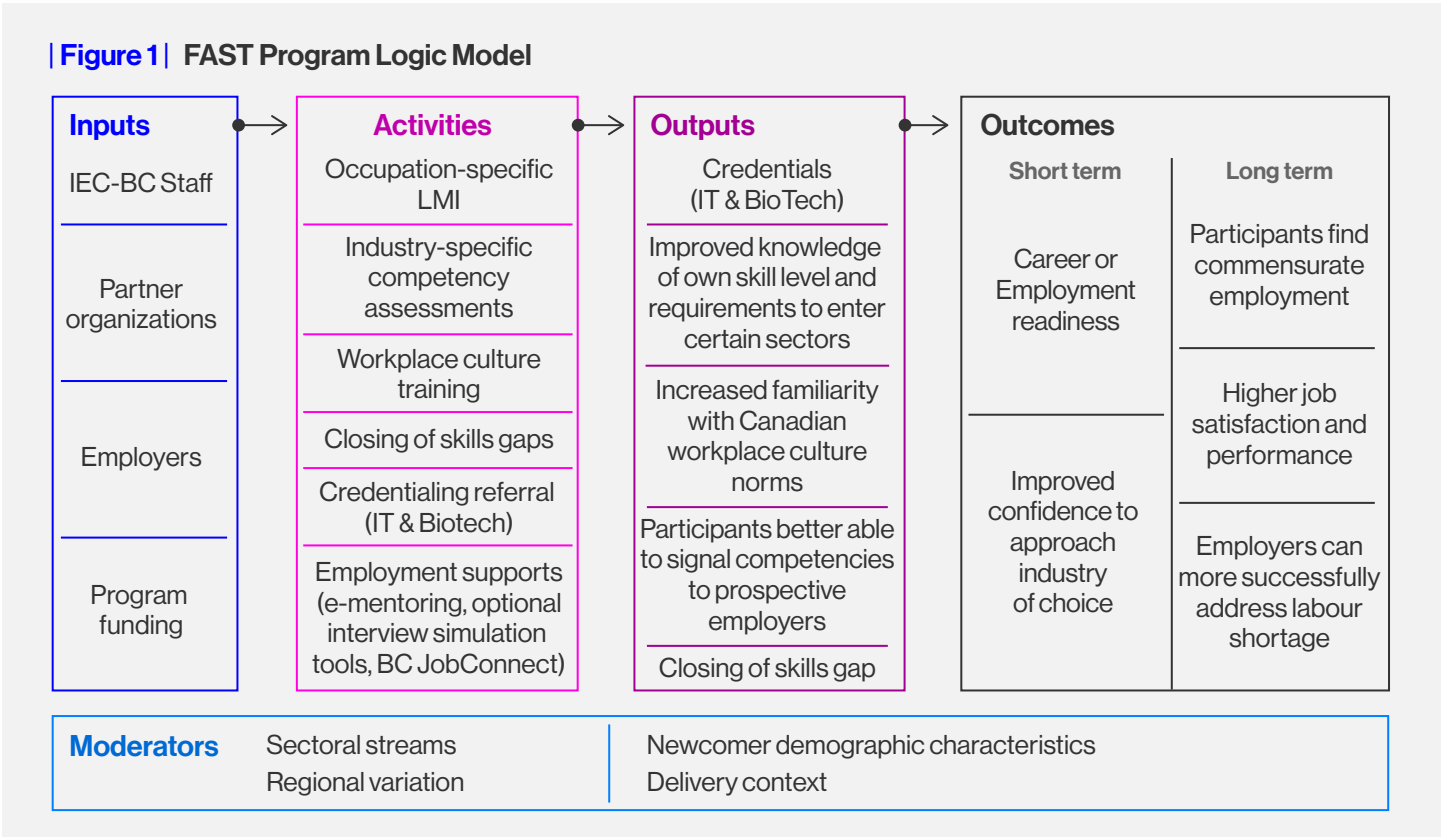 | Figure 1 | FAST Program Logic Model
Inputs
IEC-BC Staff
Partner
organizations
Employers
Program
funding
Activities
Occupation-specific
LMI
Industry-specific
competency
assessments
Workplace culture
training
Closing of skills gaps
Credentialing referral
(IT & Biotech)
Employment supports
(e-mentoring, optional
interview simulation
tools, BC JobConnect)
Outputs
Credentials
(IT & BioTech)
Improved knowledge
of own skill level and
requirements to enter
certain sectors
Increased familiarity
with Canadian
workplace culture
norms
Participants better able
to signal competencies
to prospective
employers
Closing of skills gap
Outcomes
Short term
Career or
Employment
readiness
Improved
confidence to
approach
industry
of choice
Long term
Participants find
commensurate
employment
Higher job
satisfaction and
performance
Employers can
more successfully
address labour
shortage
Moderators
Sectoral streams
Regional variation
Newcomer demographic characteristics
Delivery context